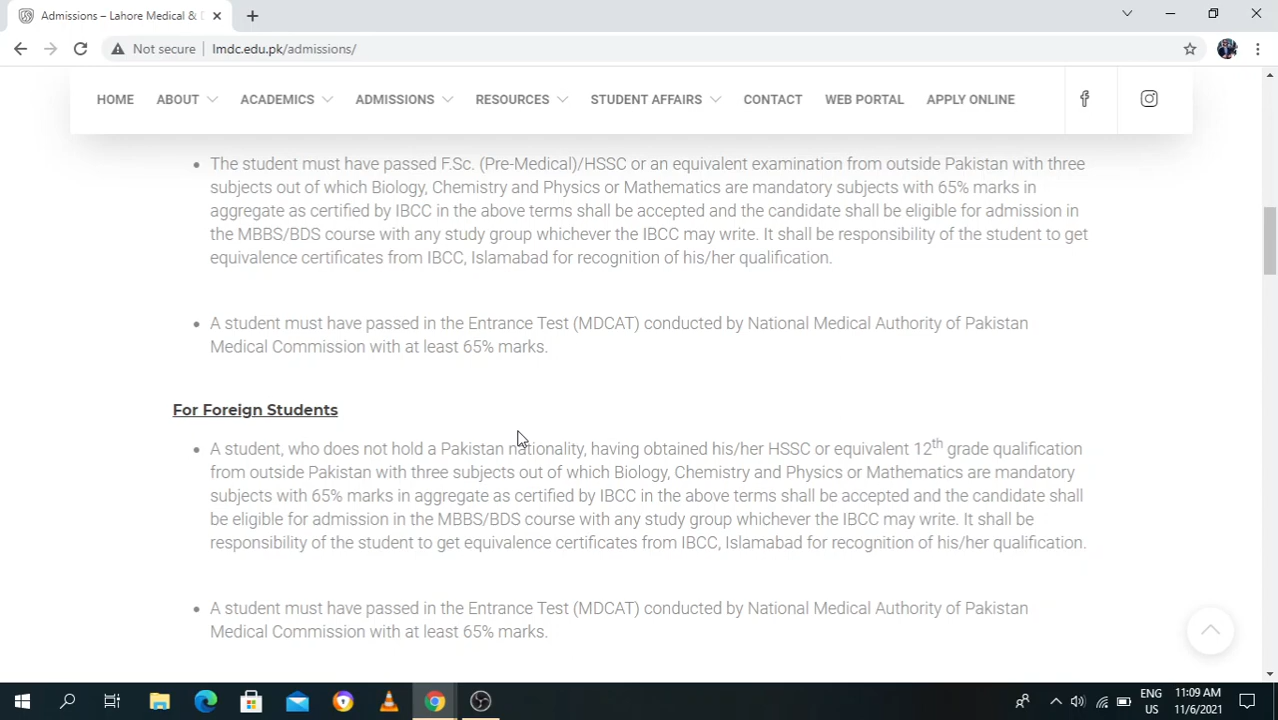 Admissions – Lahore Medical &
Not secure
lmdc.edu.pk/admissions/
HOME
ABOUT
ACADEMICS
ADMISSIONS
RESOURCES
STUDENT AFFAIRS
CONTACT
WEB PORTAL
APPLY ONLINE
The student must have passed F.Sc. (Pre-Medical)/HSSC or an equivalent examination from outside Pakistan with three
subjects out of which Biology, Chemistry and Physics or Mathematics are mandatory subjects with 65% marks in
aggregate as certified by IBCC in the above terms shall be accepted and the candidate shall be eligible for admission in
the MBBS/BDS course with any study group whichever the IBCC may write. It shall be responsibility of the student to get
equivalence certificates from IBCC, Islamabad for recognition of his/her qualification.
A student must have passed in the Entrance Test (MDCAT) conducted by National Medical Authority of Pakistan
Medical Commission with at least 65% marks.
For Foreign Students
A student, who does not hold a Pakistan nationality, having obtained his/her HSSC or equivalent 12th grade qualification
from outside Pakistan with three subjects out of which Biology, Chemistry and Physics or Mathematics are mandatory
subjects with 65% marks in aggregate as certified by IBCC in the above terms shall be accepted and the candidate shall
be eligible for admission in the MBBS/BDS course with any study group whichever the IBCC may write. It shall be
responsibility of the student to get equivalence certificates from IBCC, Islamabad for recognition of his/her qualification.
A student must have passed in the Entrance Test (MDCAT) conducted by National Medical Authority of Pakistan
Medical Commission with at least 65% marks.
ENG
US
11:09 AM
11/6/2021